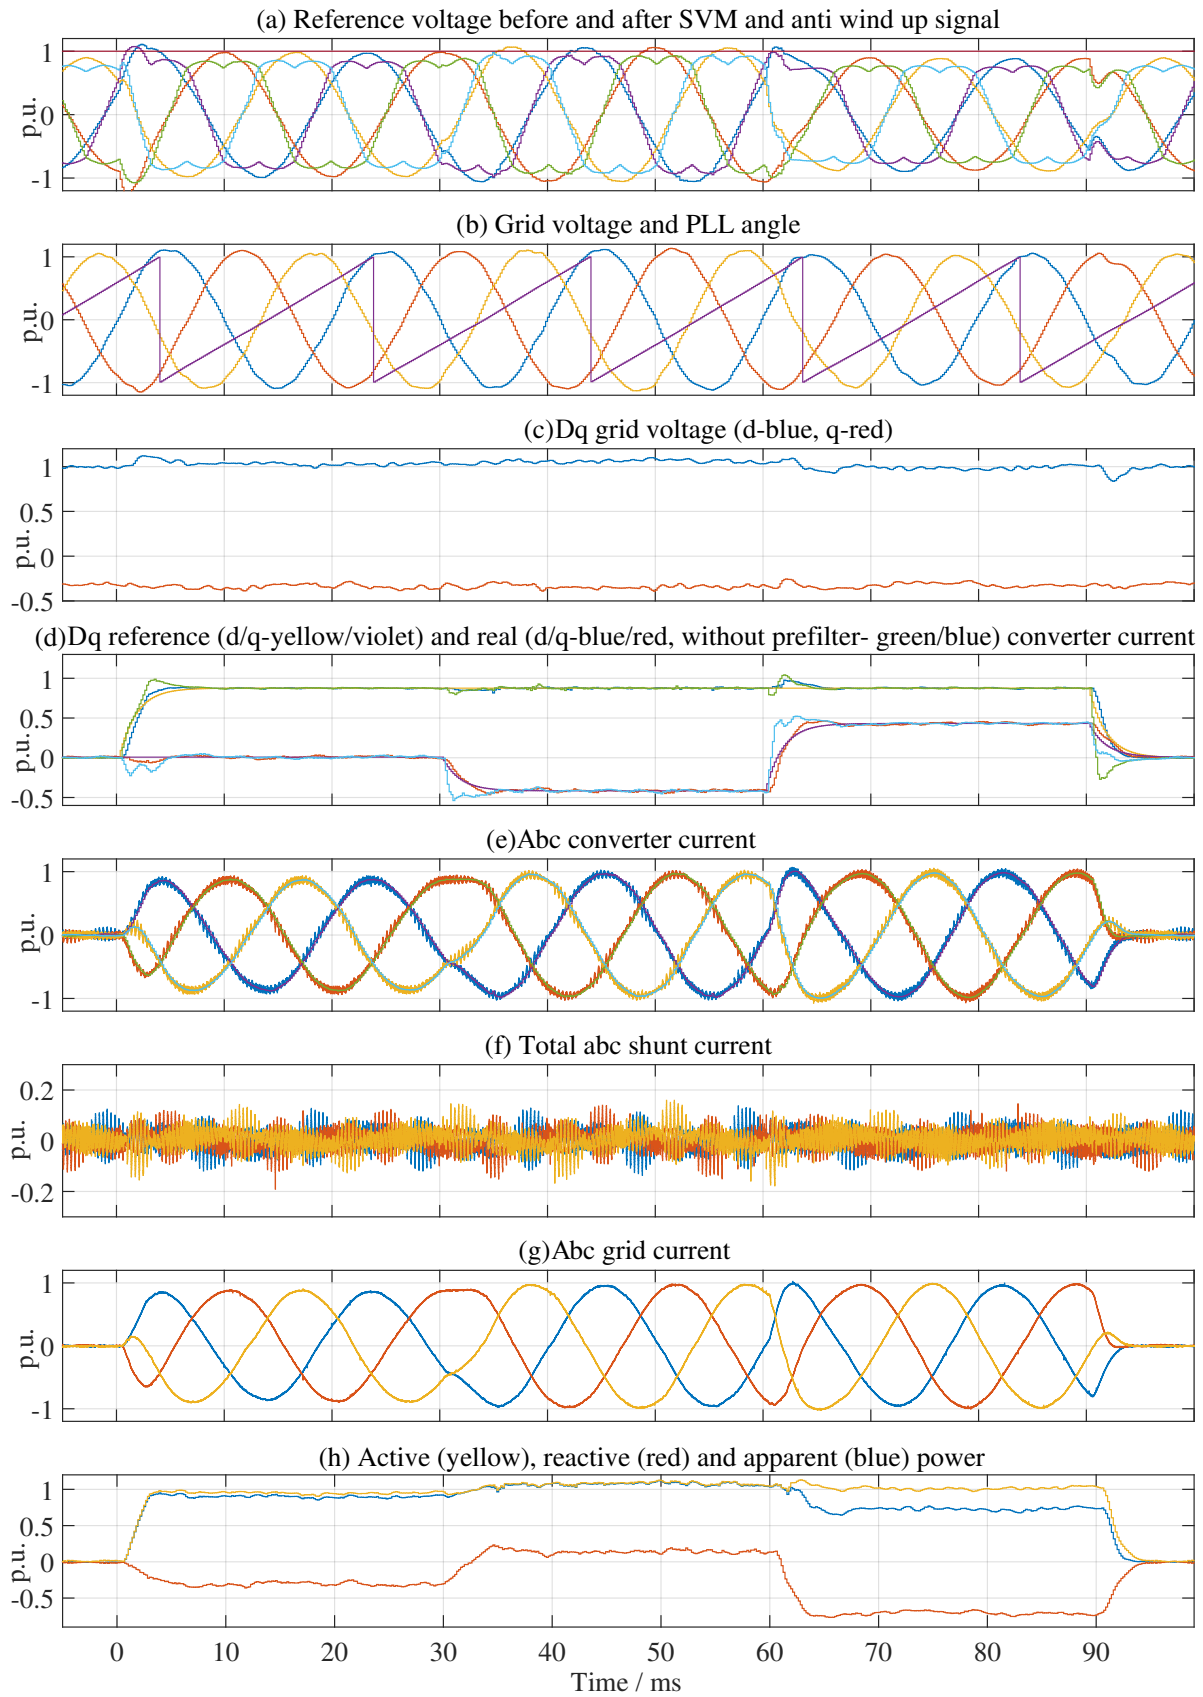 (a) Reference voltage before and after SVM and anti wind up signal
1
0
-1
p.u.
(b) Grid voltage and PLL angle
1
0
-1
p.u.
(c)Dq grid voltage (d-blue, q-red)
1
0.5
0
-0.5
p.u.
(d)Dq reference (d/q-yellow/violet) and real (d/q-blue/red, without prefilter- green/blue) converter current
1
0.5
0
-0.5
p.u.
(e)Abc converter current
1
0
-1
p.u.
(f) Total abc shunt current
0.2
0
-0.2
p.u.
(g)Abc grid current
1
0
-1
p.u.
(h) Active (yellow), reactive (red) and apparent (blue) power
1
0.5
0
-0.5
p.u.
0 10 20 30 40 50 60 70 80 90
Time / ms